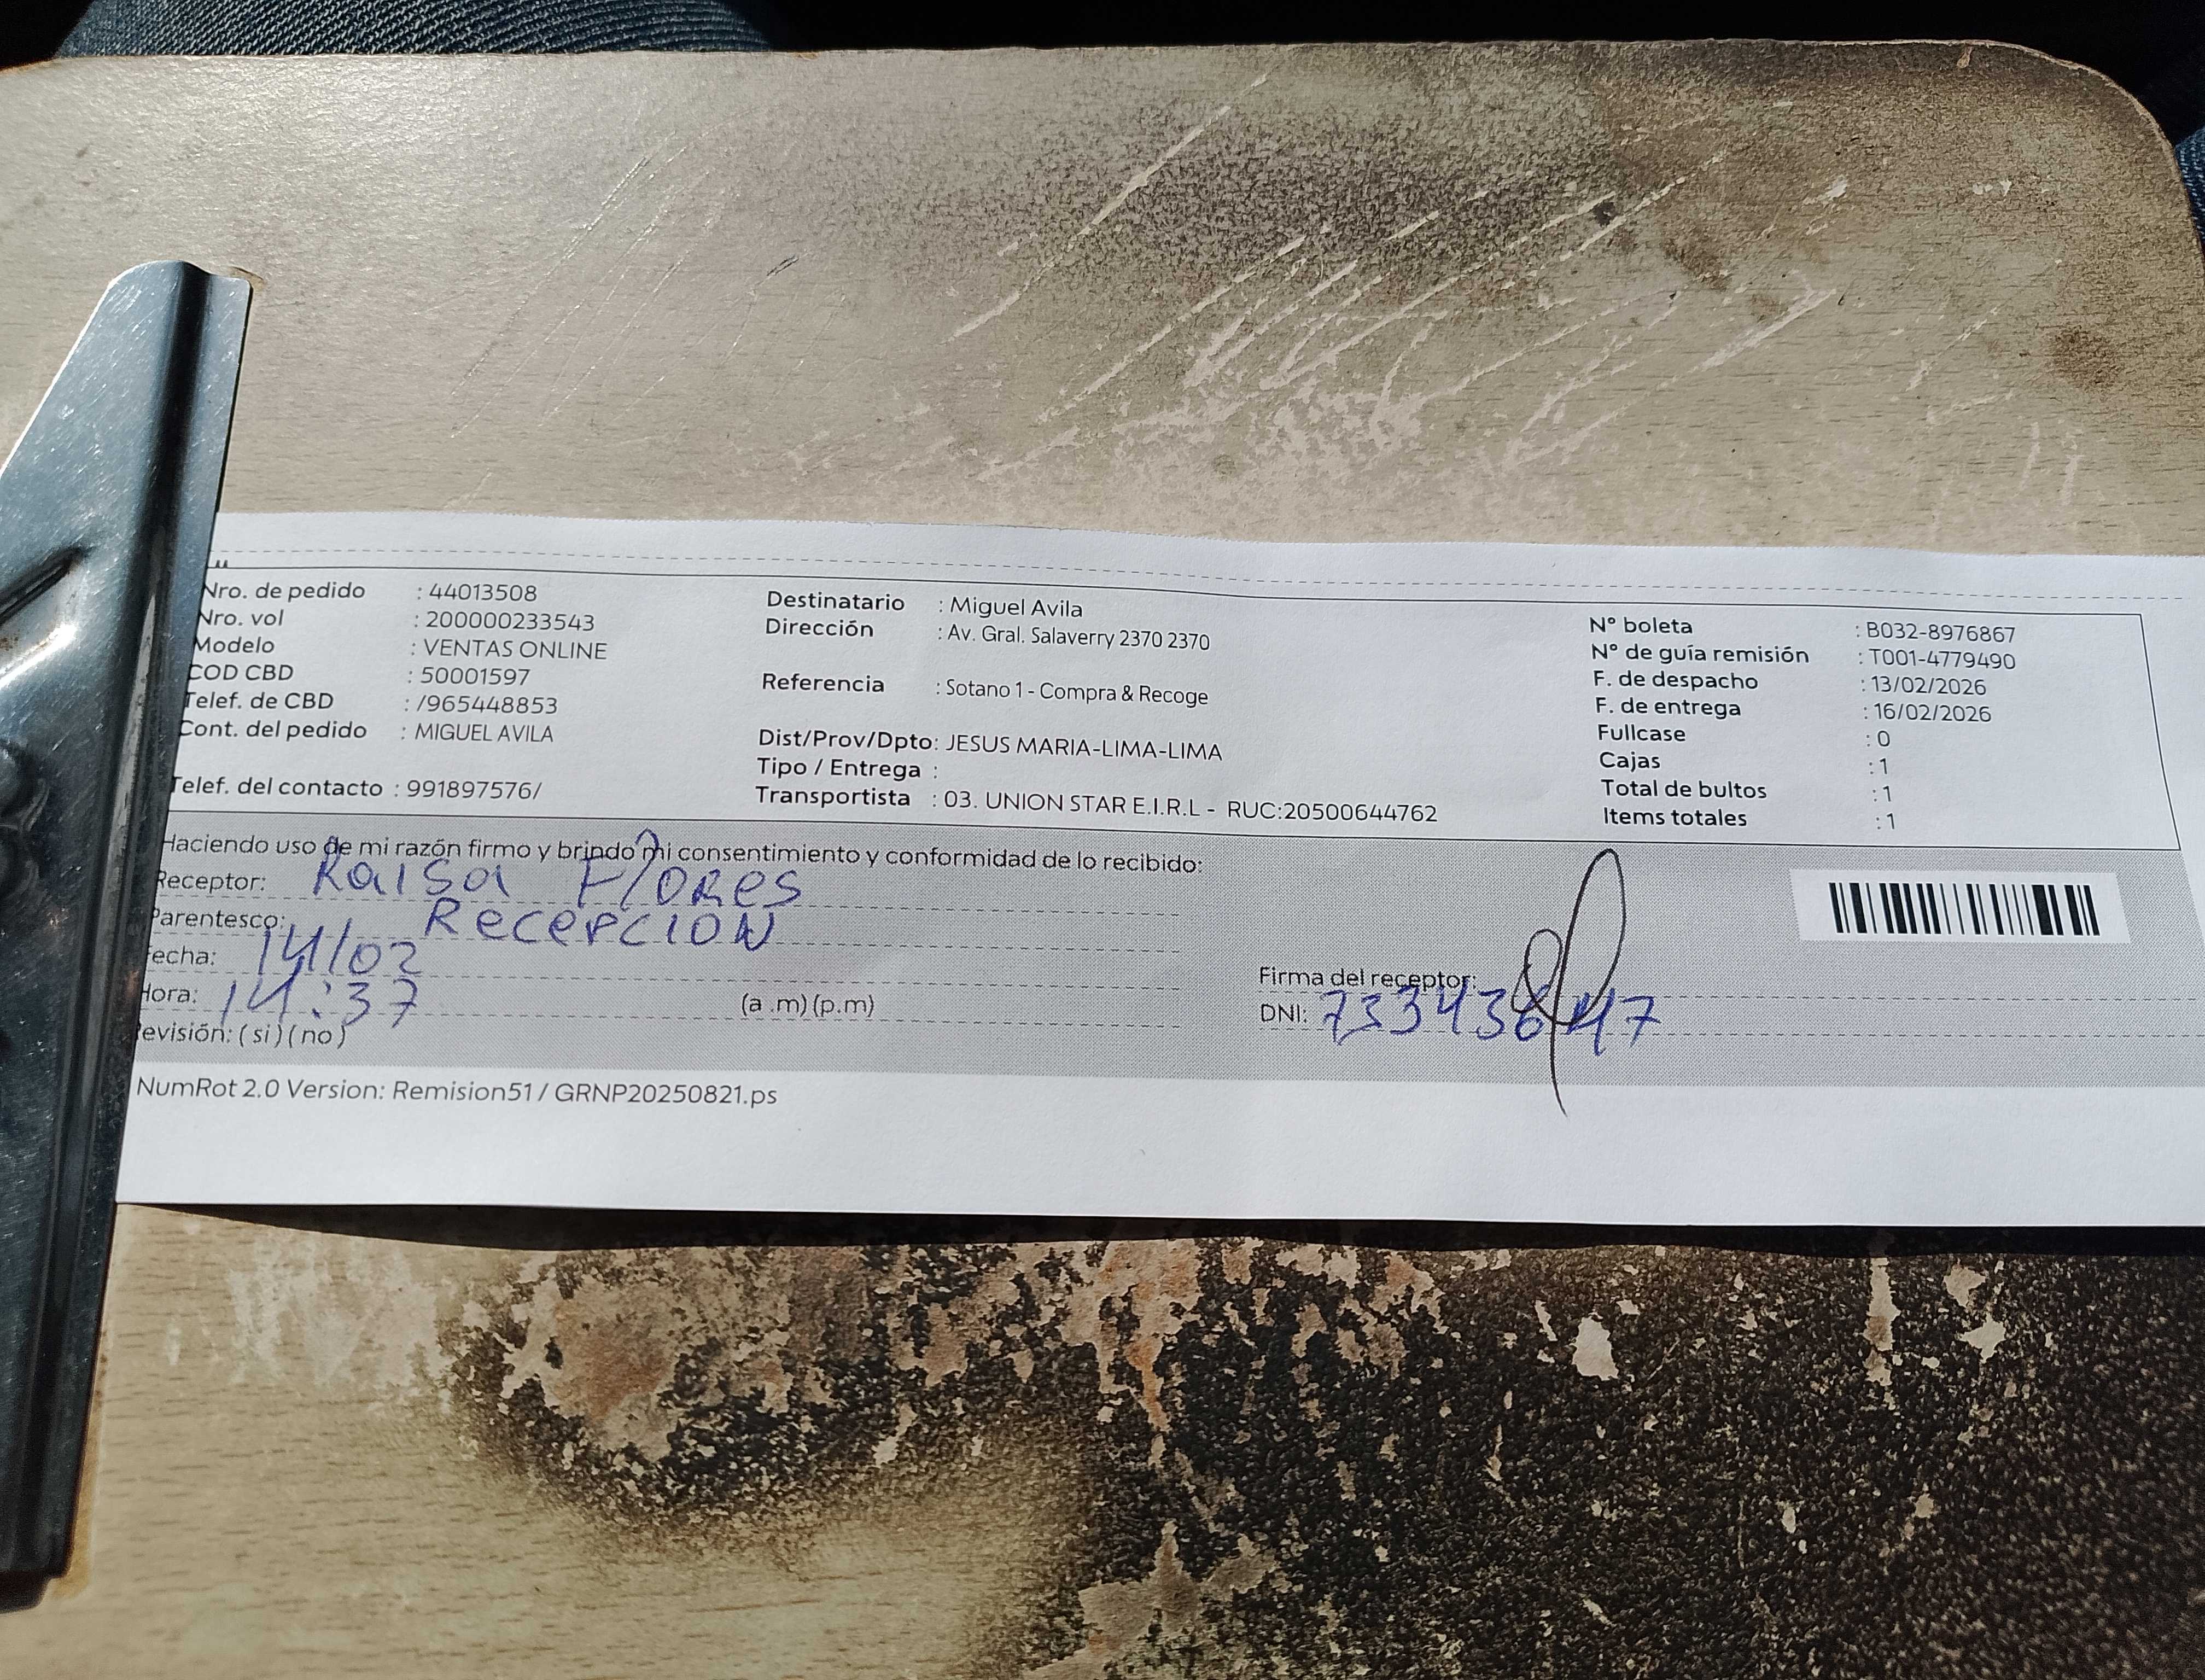 Nro. de pedido : 44013508
Nro. vol : 200000233543
Modelo : VENTAS ONLINE
COD CBD : 50001597
Telef. de CBD : /965448853
Cont. del pedido : MIGUEL AVILA
Telef. del contacto : 991897576/
Destinatario : Miguel Avila
Dirección : Av. Gral. Salaverry 2370 2370
Referencia : Sotano 1 - Compra & Recoge
Dist/Prov/Dpto: JESUS MARIA-LIMA-LIMA
Tipo / Entrega :
Transportista : 03. UNION STAR E.I.R.L - RUC:20500644762
N° boleta : B032-8976867
N° de guía remisión : T001-4779490
F. de despacho : 13/02/2026
F. de entrega : 16/02/2026
Fullcase : 0
Cajas : 1
Total de bultos : 1
Items totales : 1
Haciendo uso de mi razón firmo y brindo mi consentimiento y conformidad de lo recibido:
Receptor: Raisa Flores
Parentesco: Recepcion
Fecha: 14/02
Hora: 14:37 (a .m) (p.m)
Revisión: ( si ) ( no )
Firma del receptor:
DNI:
NumRot 2.0 Version: Remision51 / GRNP20250821.ps